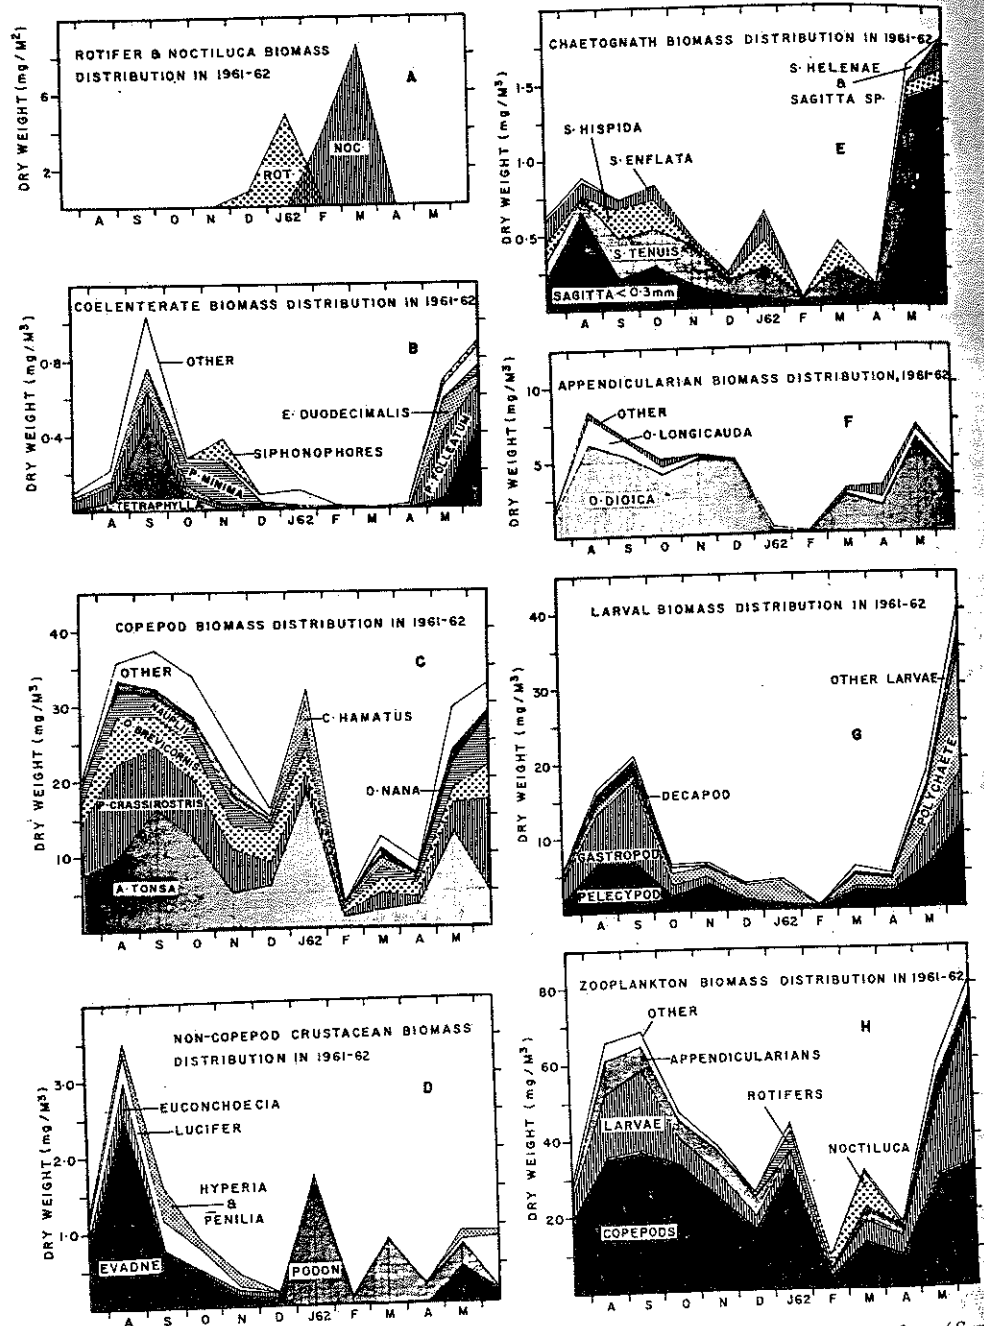 ROTIFER & NOCTILUCA BIOMASS
DISTRIBUTION IN 1961-62
A
DRY WEIGHT (mg/M²)
6
2
ROT.
NOC.
A S O N D J62 F M A M
COELENTERATE BIOMASS DISTRIBUTION IN 1961-62
B
DRY WEIGHT (mg/M³)
0.8
0.4
OTHER
E. DUODECIMALIS
SIPHONOPHORES
P. MINIMA
L. TETRAPHYLLA
A S O N D J62 F M A M
COPEPOD BIOMASS DISTRIBUTION IN 1961-62
C
DRY WEIGHT (mg/M³)
40
30
20
10
OTHER
NAUPLII
O. BREVICORNIS
P. CRASSIROSTRIS
A. TONSA
C. HAMATUS
O. NANA
A S O N D J62 F M A M
NON-COPEPOD CRUSTACEAN BIOMASS
DISTRIBUTION IN 1961-62
D
DRY WEIGHT (mg/M³)
3.0
2.0
1.0
EUCONCHOECIA
LUCIFER
HYPERIA
&
PENILIA
EVADNE
PODON
A S O N D J62 F M A M
CHAETOGNATH BIOMASS DISTRIBUTION IN 1961-62
S. HELENAE
&
SAGITTA SP.
E
DRY WEIGHT (mg/M³)
1.5
1.0
0.5
S. HISPIDA
S. ENFLATA
S. TENUIS
SAGITTA < 0.3mm
A S O N D J62 F M A M
APPENDICULARIAN BIOMASS DISTRIBUTION, 1961-62
F
DRY WEIGHT (mg/M³)
10
5
OTHER
O. LONGICAUDA
O. DIOICA
A S O N D J62 F M A M
LARVAL BIOMASS DISTRIBUTION IN 1961-62
G
DRY WEIGHT (mg/M³)
40
30
20
10
OTHER LARVAE
POLYCHAETE
DECAPOD
GASTROPOD
PELECYPOD
A S O N D J62 F M A M
ZOOPLANKTON BIOMASS DISTRIBUTION IN 1961-62
H
DRY WEIGHT (mg/M³)
80
60
40
20
OTHER
APPENDICULARIANS
ROTIFERS
LARVAE
NOCTILUCA
COPEPODS
A S O N D J62 F M A M